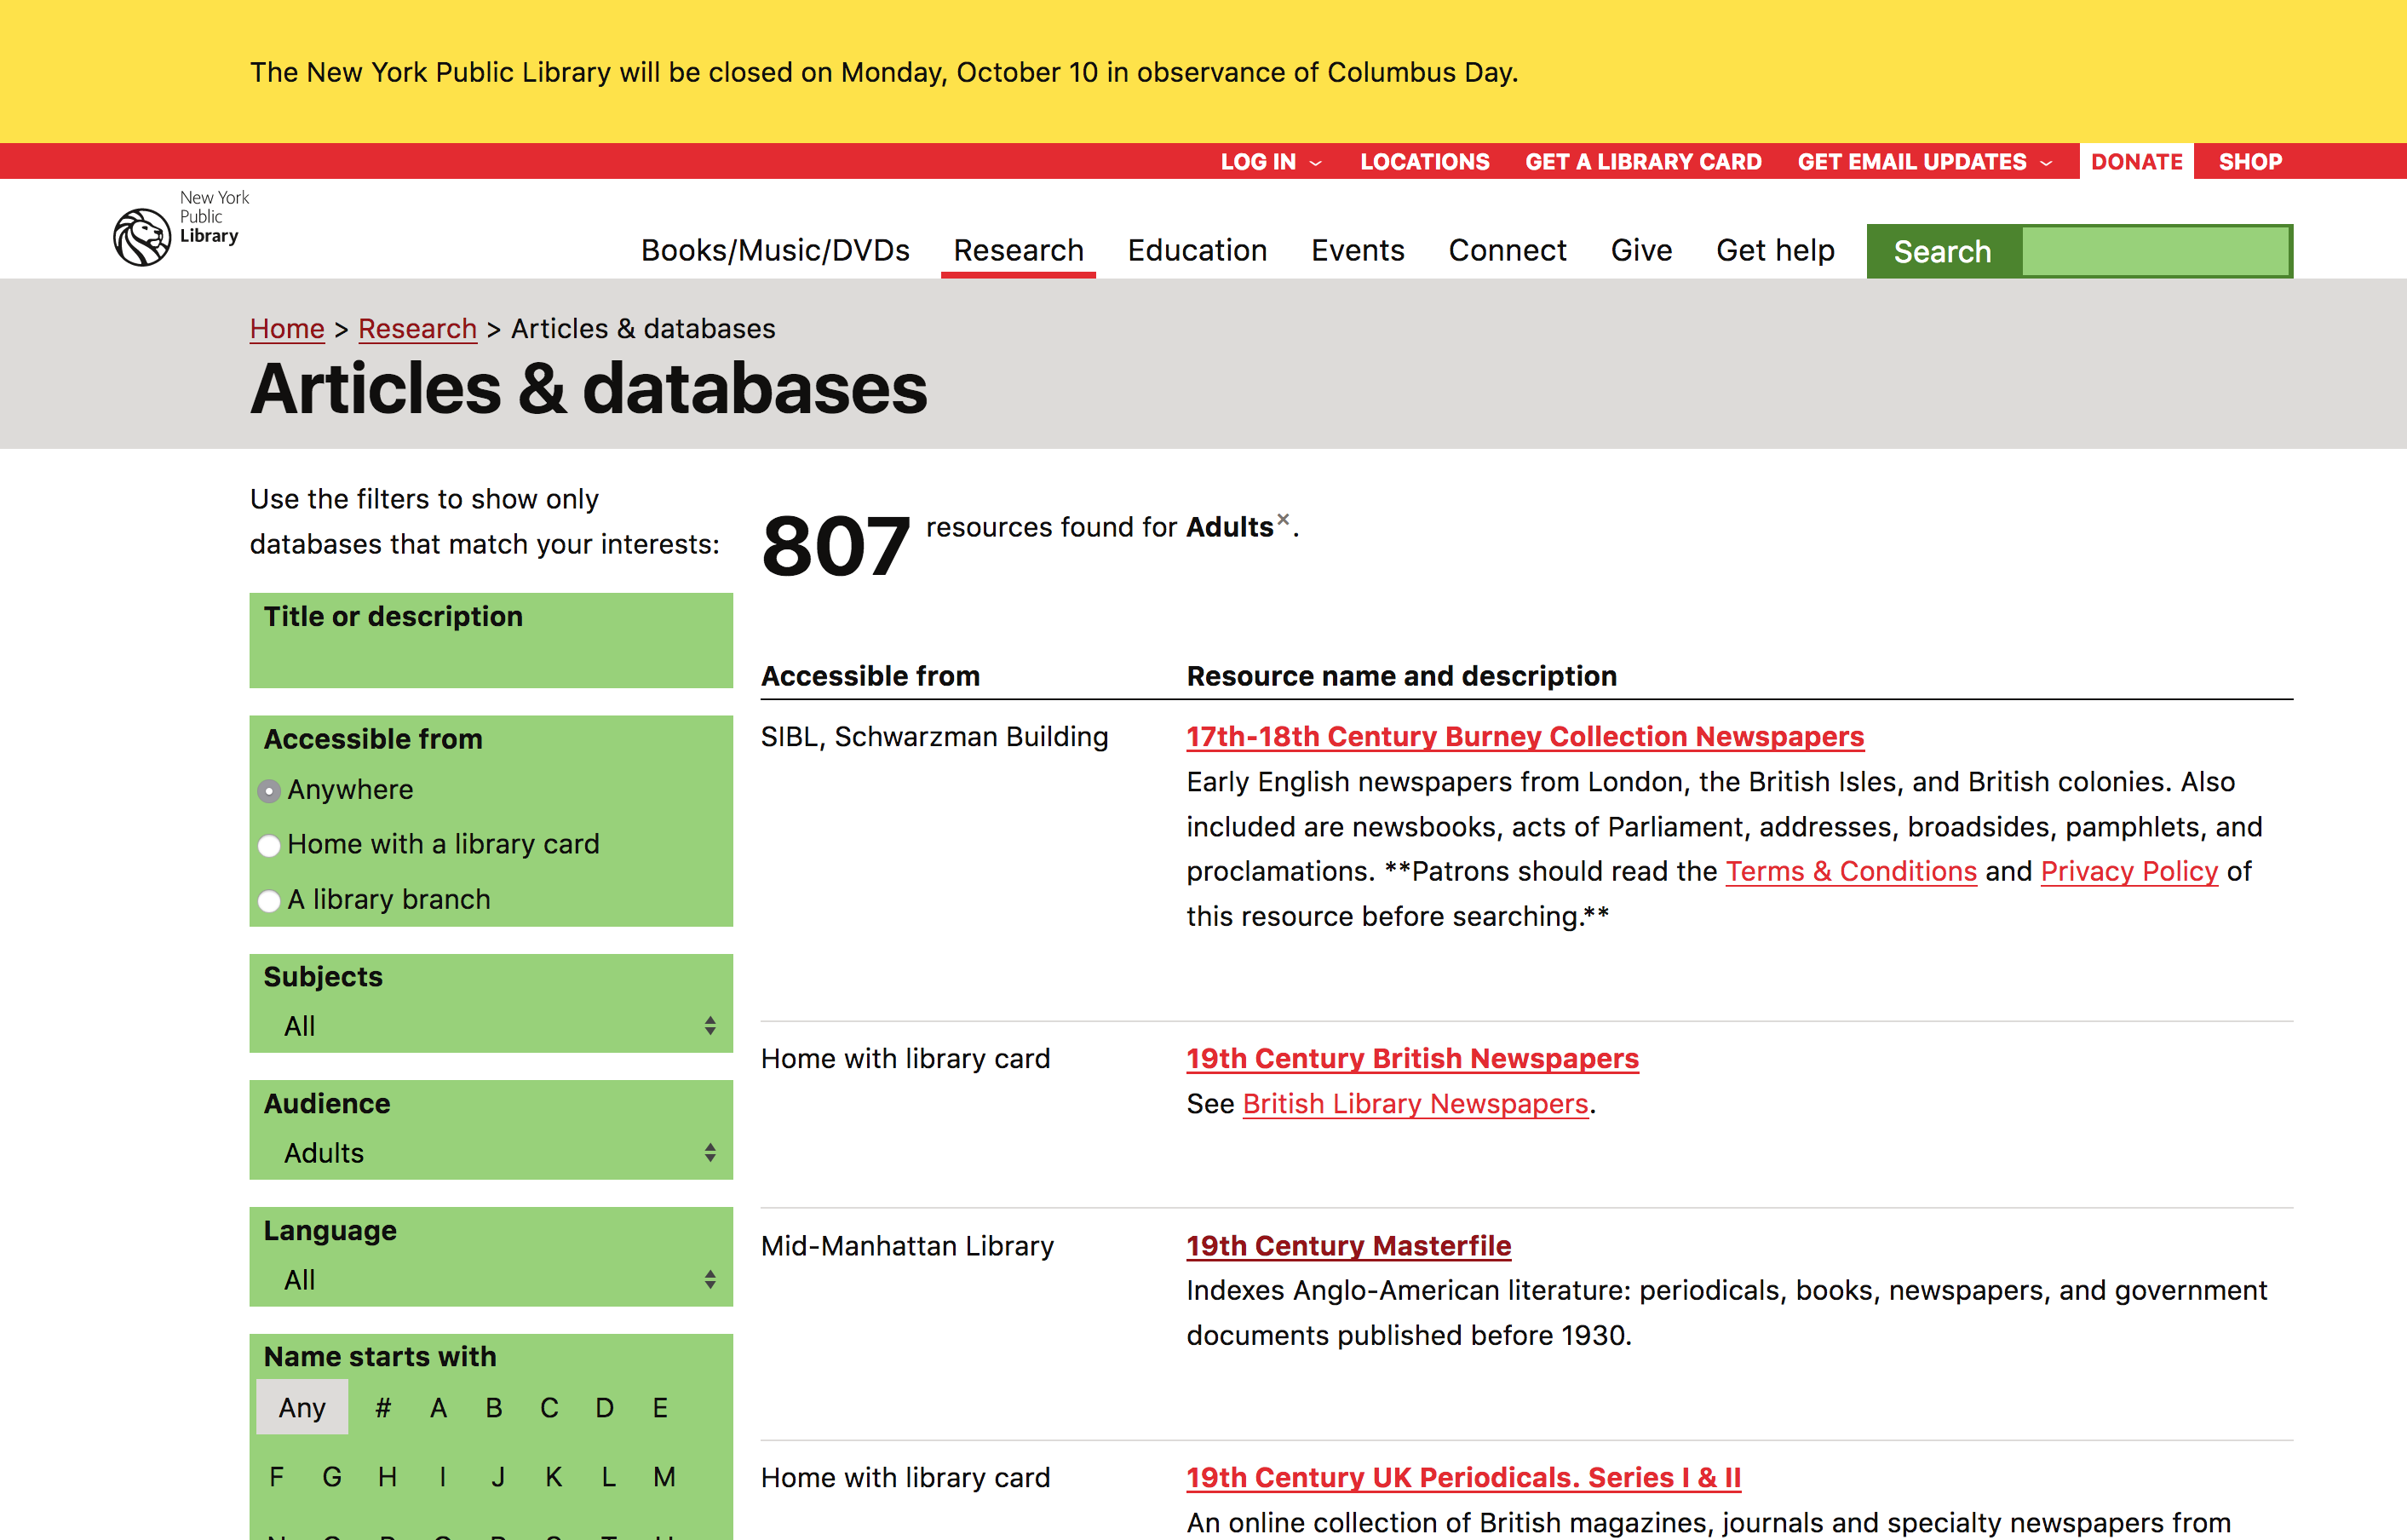 The New York Public Library will be closed on Monday, October 10 in observance of Columbus Day.
LOG IN LOCATIONS GET A LIBRARY CARD GET EMAIL UPDATES DONATE SHOP
New York
Public
Library
Books/Music/DVDs Research Education Events Connect Give Get help Search
Home > Research > Articles & databases
Articles & databases
Use the filters to show only
databases that match your interests:
Title or description
Accessible from
Anywhere
Home with a library card
A library branch
Subjects
All
Audience
Adults
Language
All
Name starts with
Any # A B C D E
F G H I J K L M
807 resources found for Adults×.
Accessible from Resource name and description
SIBL, Schwarzman Building 17th-18th Century Burney Collection Newspapers
Early English newspapers from London, the British Isles, and British colonies. Also
included are newsbooks, acts of Parliament, addresses, broadsides, pamphlets, and
proclamations. **Patrons should read the Terms & Conditions and Privacy Policy of
this resource before searching.**
Home with library card 19th Century British Newspapers
See British Library Newspapers.
Mid-Manhattan Library 19th Century Masterfile
Indexes Anglo-American literature: periodicals, books, newspapers, and government
documents published before 1930.
Home with library card 19th Century UK Periodicals. Series I & II
An online collection of British magazines, journals and specialty newspapers from